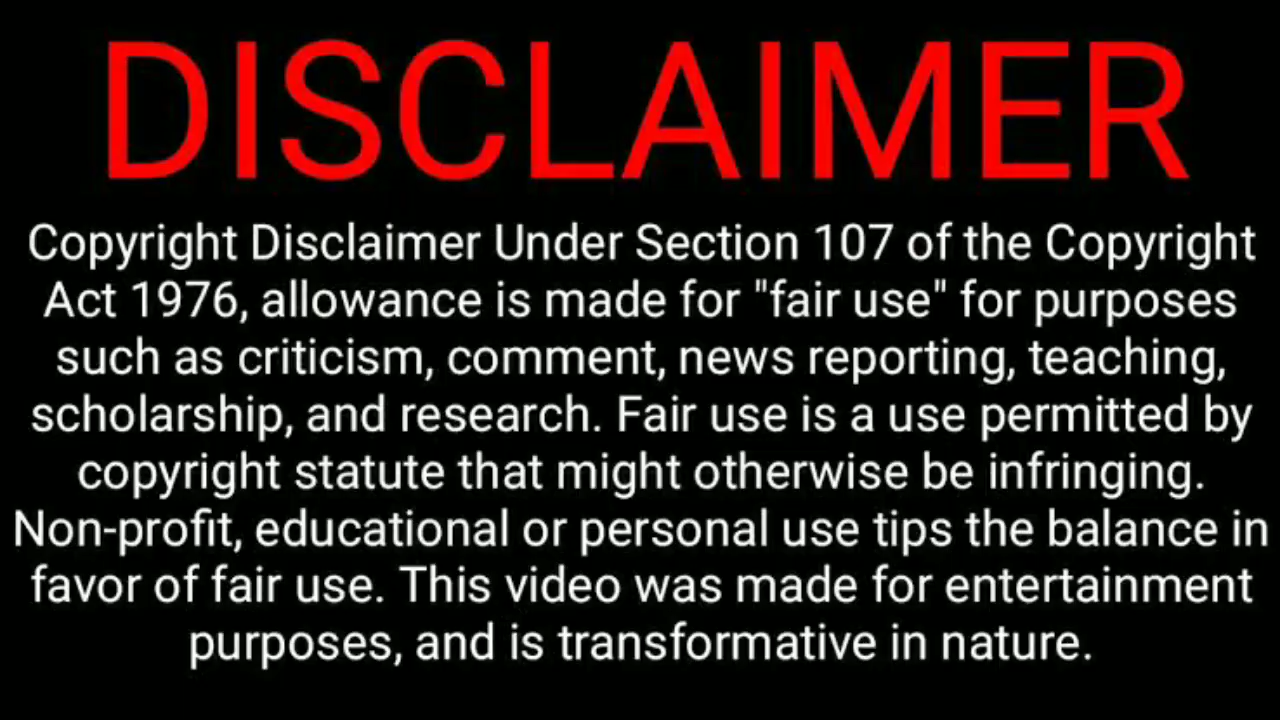 DISCLAIMER
Copyright Disclaimer Under Section 107 of the Copyright
Act 1976, allowance is made for "fair use" for purposes
such as criticism, comment, news reporting, teaching,
scholarship, and research. Fair use is a use permitted by
copyright statute that might otherwise be infringing.
Non-profit, educational or personal use tips the balance in
favor of fair use. This video was made for entertainment
purposes, and is transformative in nature.